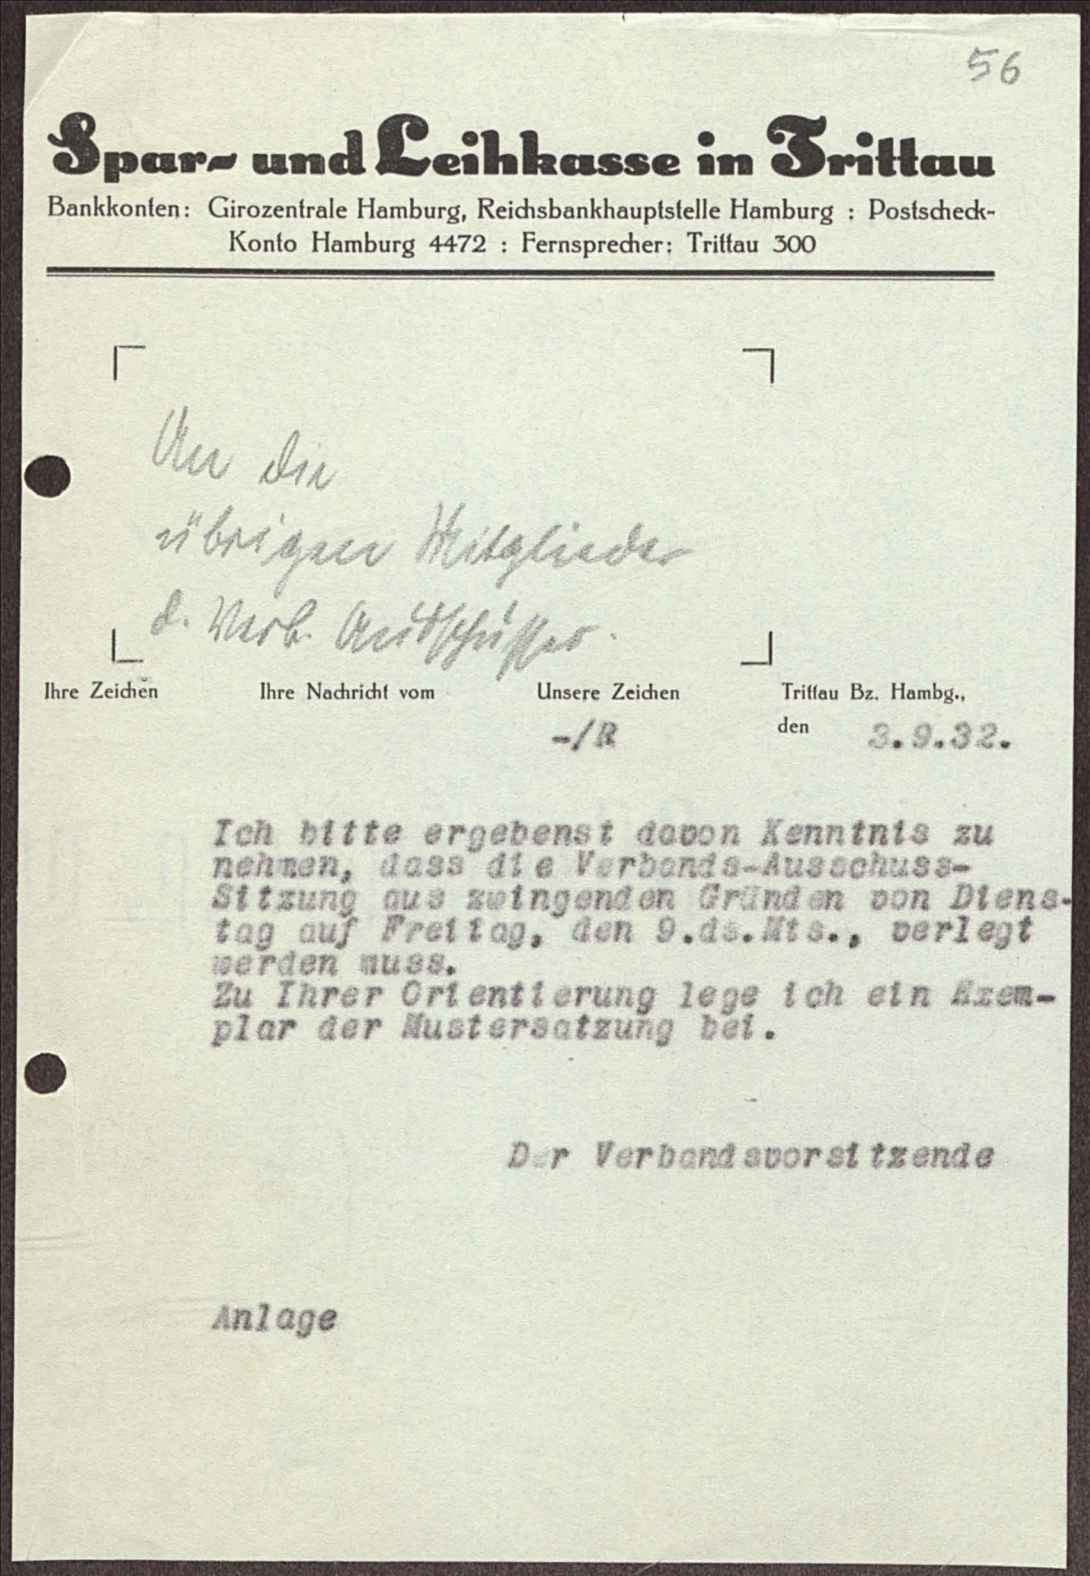 56
Spar- und Leihkasse in Trittau
Bankkonten: Girozentrale Hamburg, Reichsbankhauptstelle Hamburg : Postscheck-
Konto Hamburg 4472 : Fernsprecher: Trittau 300
An die
übrigen Mitglieder
d. Verb. Ausschusses.
Ihre Zeichen Ihre Nachricht vom Unsere Zeichen Trittau Bz. Hambg.,
-/R den 3.9.32.
Ich bitte ergebenst davon Kenntnis zu
nehmen, dass die Verbands-Ausschuss-
Sitzung aus zwingenden Gründen von Diens-
tag auf Freitag, den 9.ds.Mts., verlegt
werden muss.
Zu Ihrer Orientierung lege ich ein Exem-
plar der Mustersatzung bei.
Der Verbandsvorsitzende
Anlage